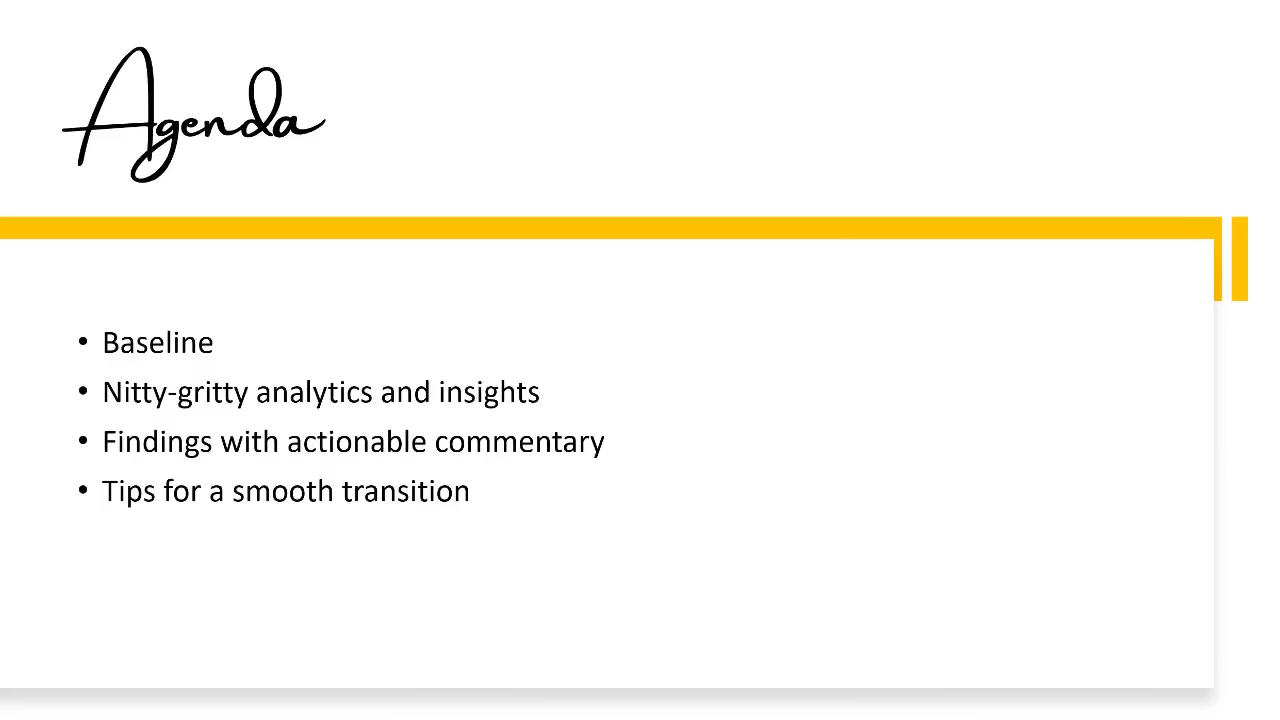 Agenda
• Baseline
• Nitty-gritty analytics and insights
• Findings with actionable commentary
• Tips for a smooth transition